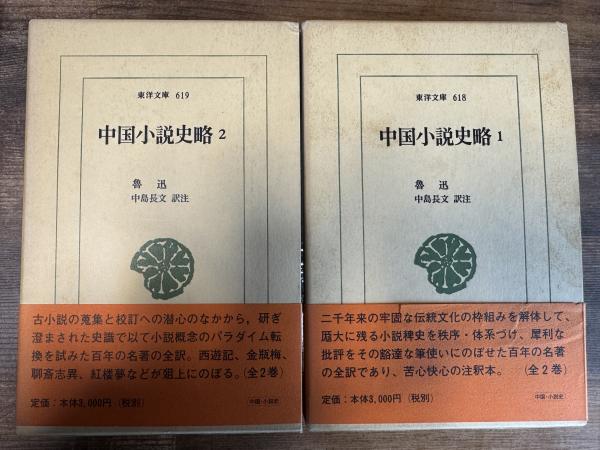 東洋文庫 619
中国小説史略 2
魯迅
中島長文 訳注
古小説の蒐集と校訂への潜心のなかから，研ぎ
澄まされた史識で以て小説概念のパラダイム転
換を試みた百年の名著の全訳。西遊記、金瓶梅、
聊斎志異、紅楼夢などが俎上にのぼる。（全2巻）
定価：本体3,000円（税別）
中国・小説史
東洋文庫 618
中国小説史略 1
魯迅
中島長文 訳注
二千年来の牢固な伝統文化の枠組みを解体して、
厖大に残る小説稗史を秩序・体系づけ、犀利な
批評をその豁達な筆使いにのぼせた百年の名著
の全訳であり、苦心快心の注釈本。（全2巻）
定価：本体3,000円（税別）
中国・小説史